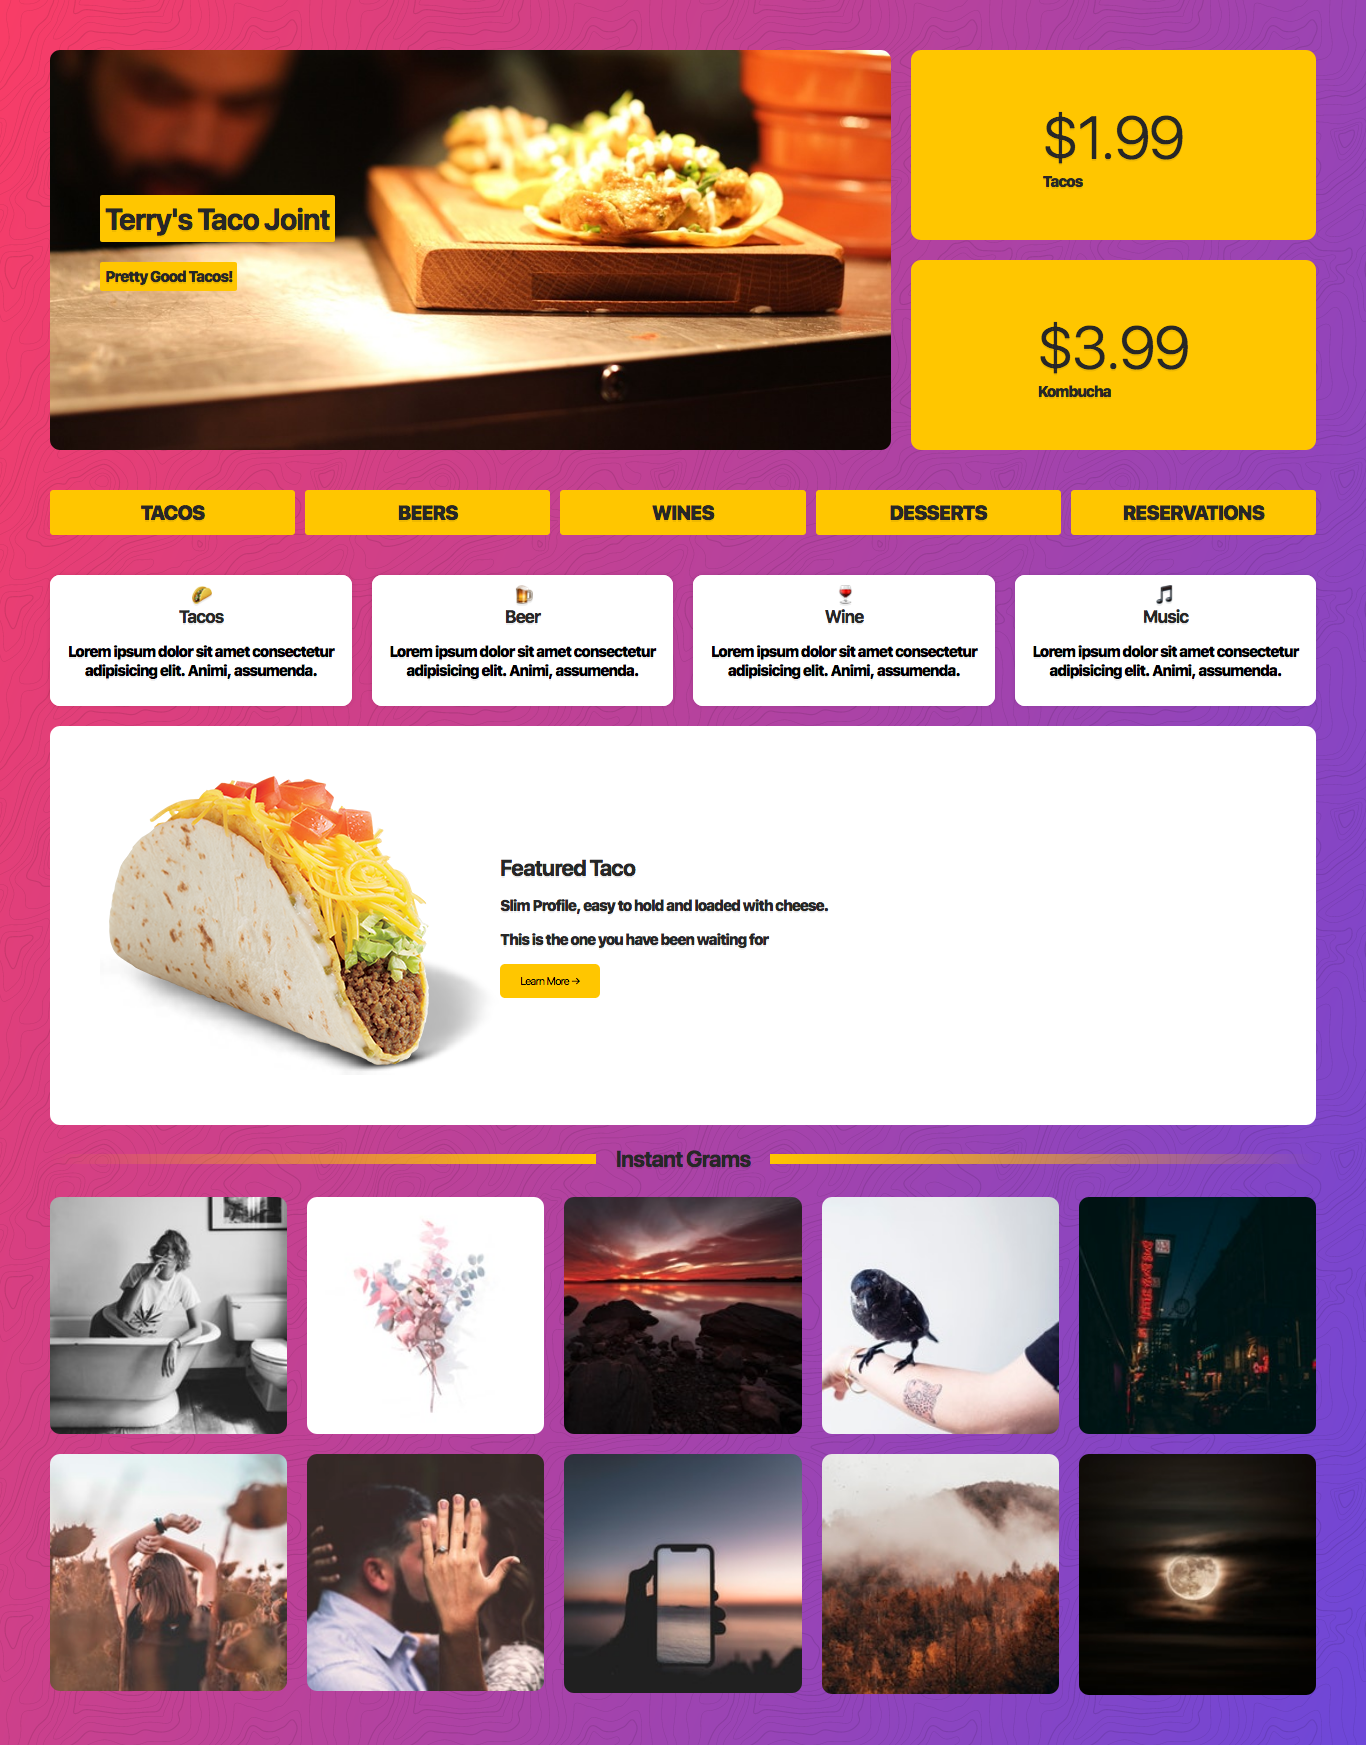 Terry's Taco Joint
Pretty Good Tacos!
$1.99
Tacos
$3.99
Kombucha
TACOS
BEERS
WINES
DESSERTS
RESERVATIONS
Tacos
Lorem ipsum dolor sit amet consectetur
adipisicing elit. Animi, assumenda.
Beer
Lorem ipsum dolor sit amet consectetur
adipisicing elit. Animi, assumenda.
Wine
Lorem ipsum dolor sit amet consectetur
adipisicing elit. Animi, assumenda.
Music
Lorem ipsum dolor sit amet consectetur
adipisicing elit. Animi, assumenda.
Featured Taco
Slim Profile, easy to hold and loaded with cheese.
This is the one you have been waiting for
Learn More →
Instant Grams